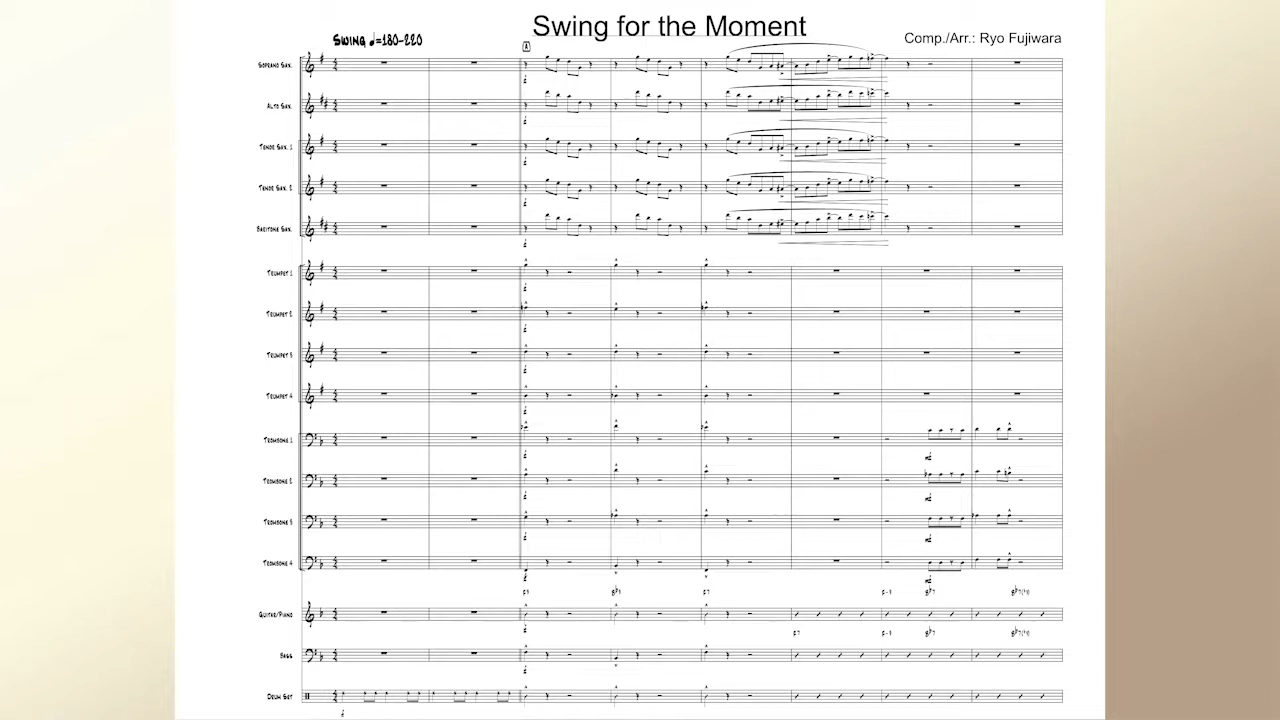 Swing for the Moment
SWING ♩=180-220
Comp./Arr.: Ryo Fujiwara
A
SOPRANO SAX.
ALTO SAX.
TENOR SAX. 1
TENOR SAX. 2
BARITONE SAX.
TRUMPET 1
TRUMPET 2
TRUMPET 3
TRUMPET 4
TROMBONE 1
TROMBONE 2
TROMBONE 3
TROMBONE 4
GUITAR/PIANO
BASS
DRUM SET